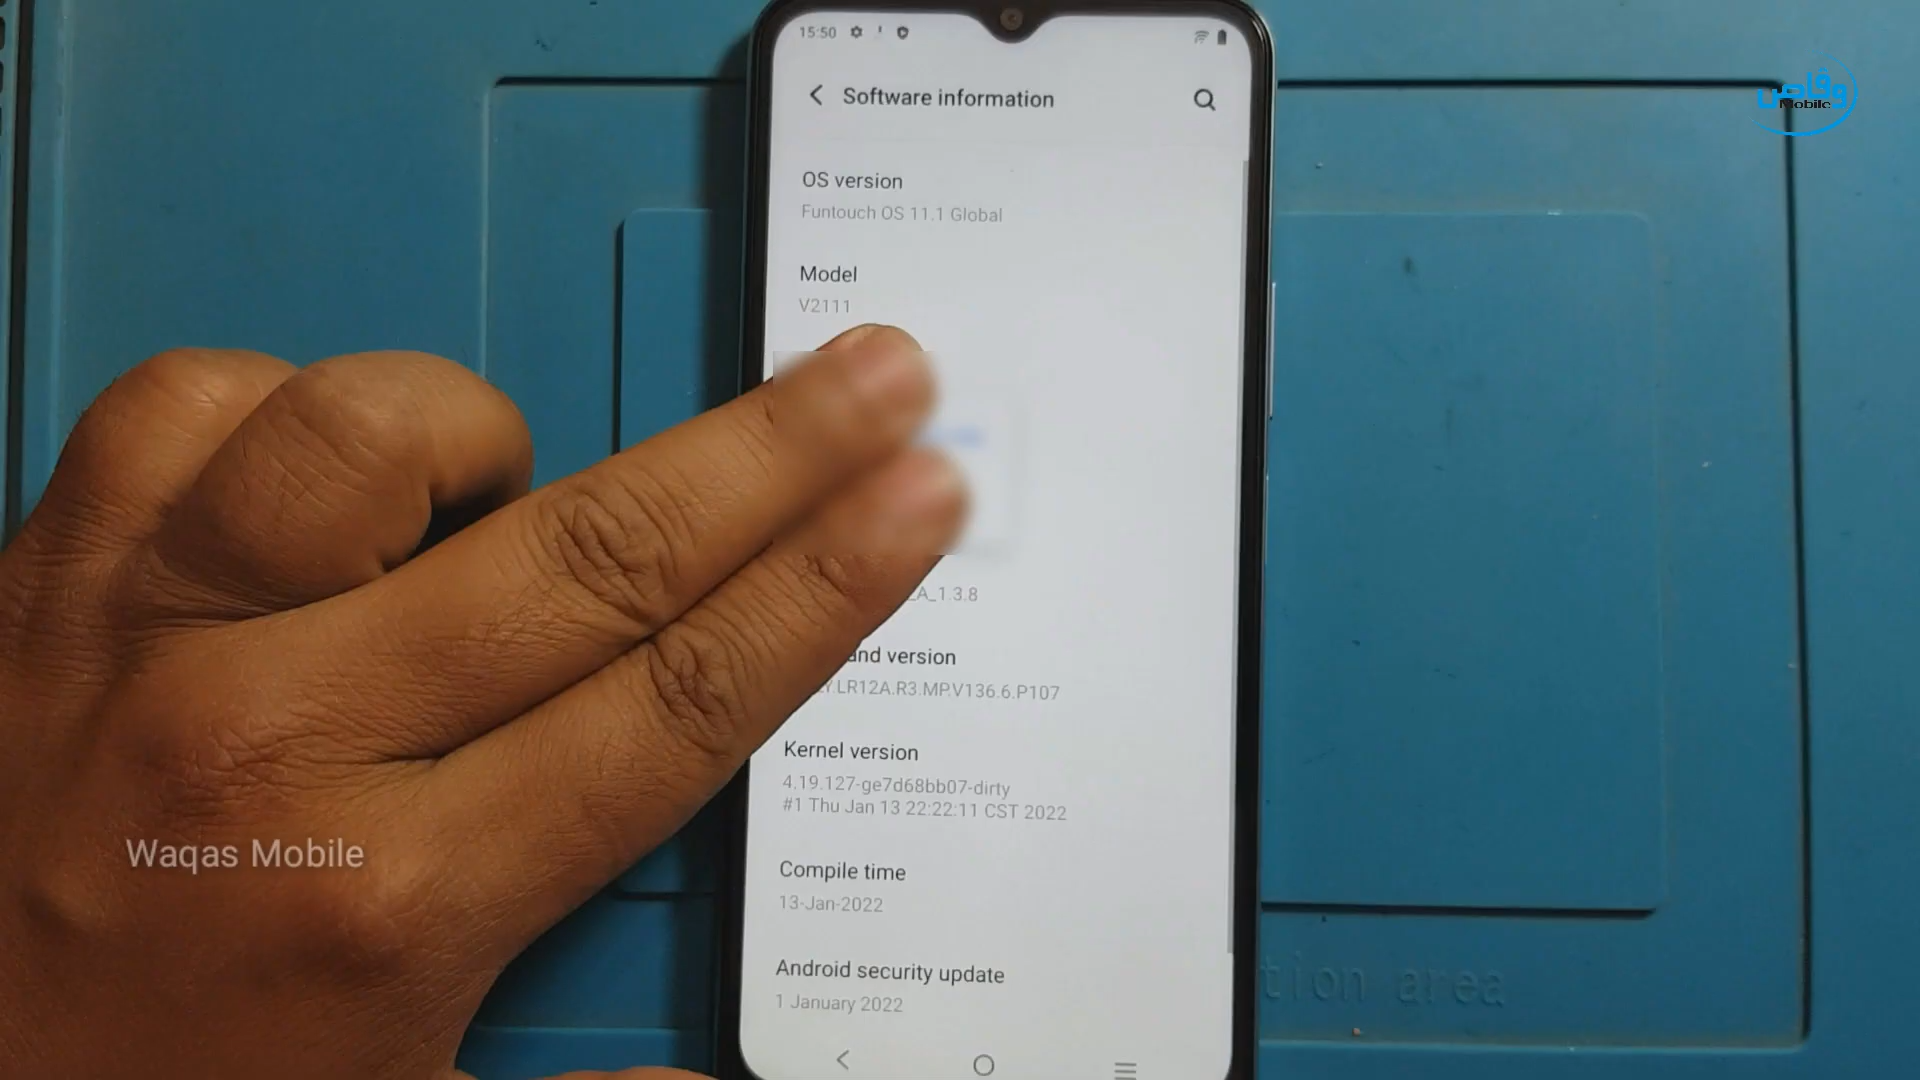 15:50
وقاص
Mobile
Software information
OS version
Funtouch OS 11.1 Global
Model
V2111
_A_1.3.8
and version
.LR12A.R3.MP.V136.6.P107
Kernel version
4.19.127-ge7d68bb07-dirty
#1 Thu Jan 13 22:22:11 CST 2022
Waqas Mobile
Compile time
13-Jan-2022
Android security update
1 January 2022
tion area